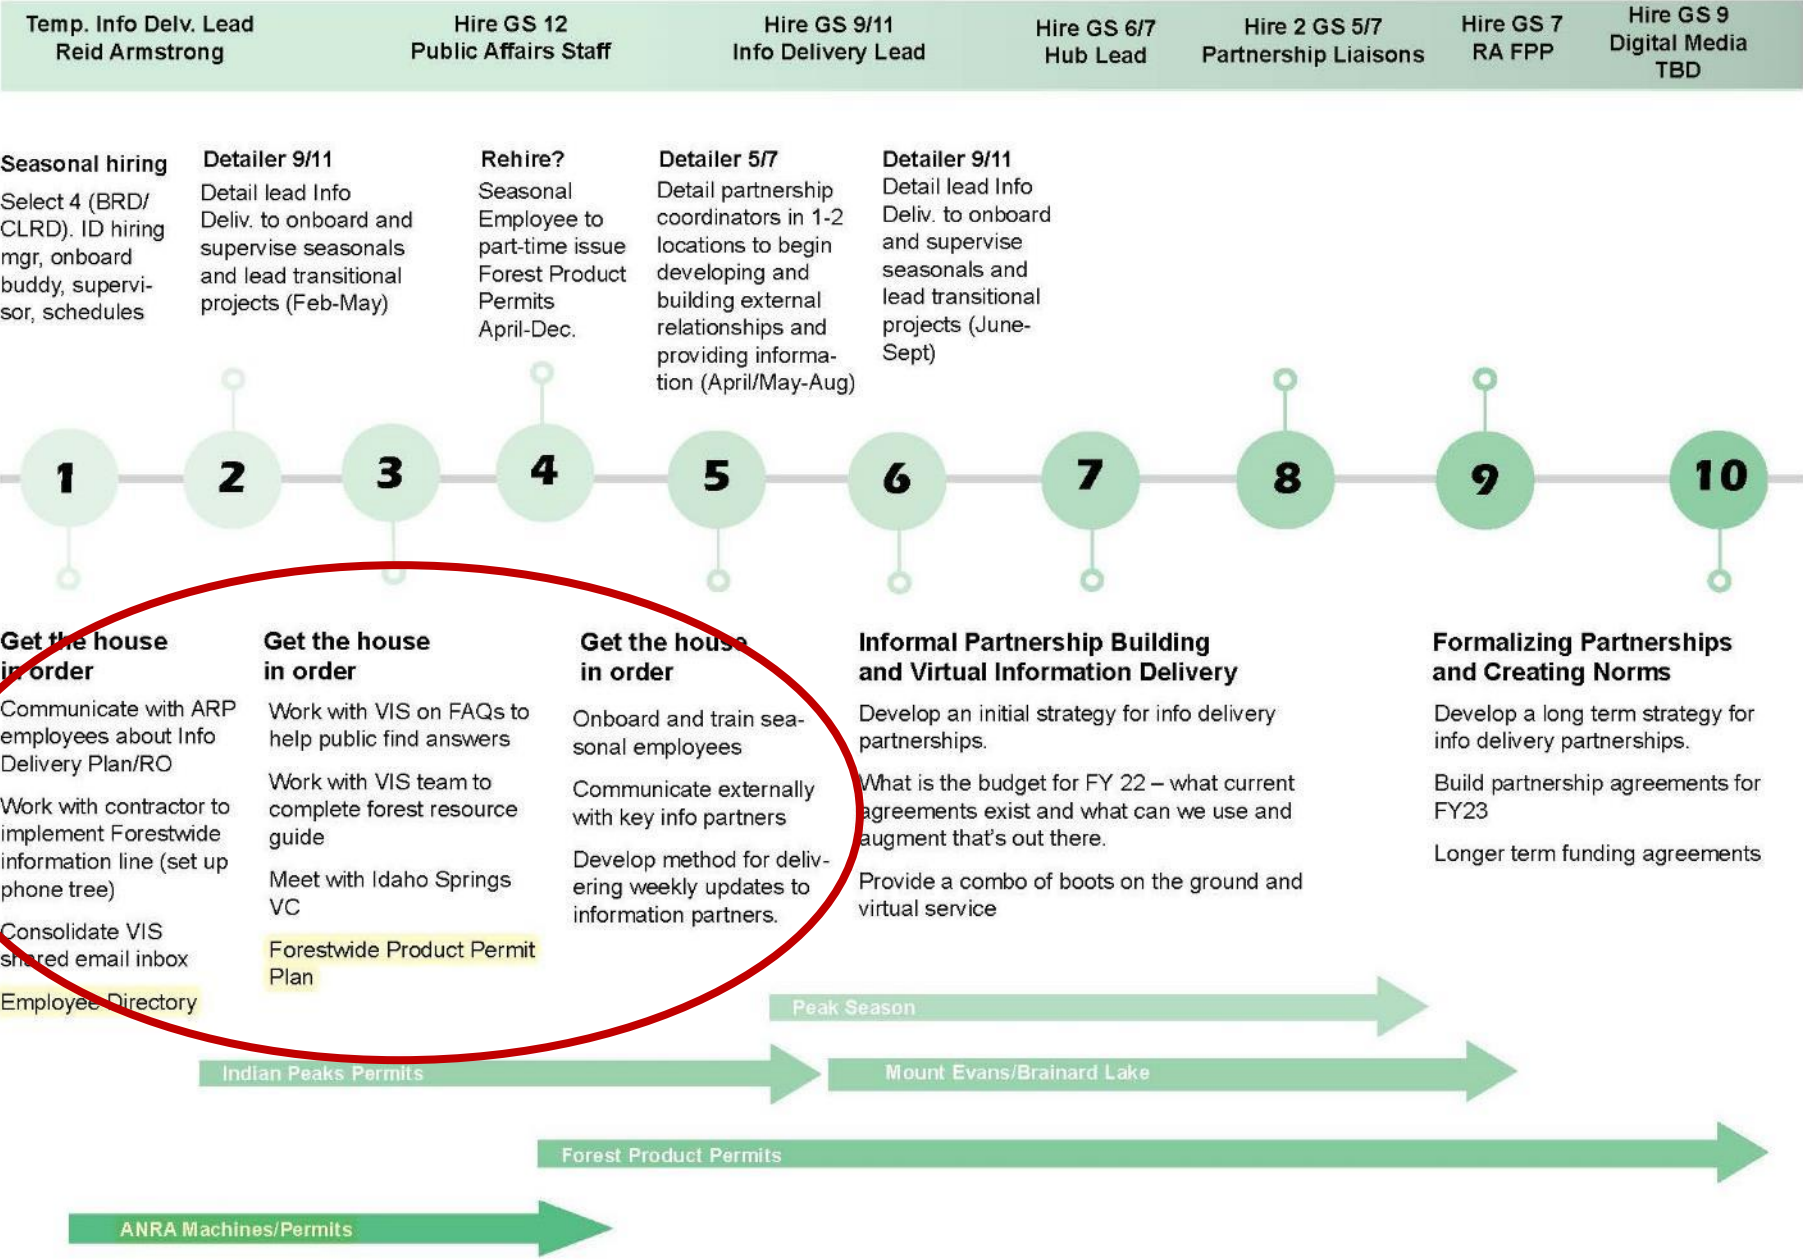 Temp. Info Delv. Lead
Reid Armstrong
Hire GS 12
Public Affairs Staff
Hire GS 9/11
Info Delivery Lead
Hire GS 6/7
Hub Lead
Hire 2 GS 5/7
Partnership Liaisons
Hire GS 7
RA FPP
Hire GS 9
Digital Media
TBD
Seasonal hiring
Select 4 (BRD/
CLRD). ID hiring
mgr, onboard
buddy, supervi-
sor, schedules
Detailer 9/11
Detail lead Info
Deliv. to onboard and
supervise seasonals
and lead transitional
projects (Feb-May)
Rehire?
Seasonal
Employee to
part-time issue
Forest Product
Permits
April-Dec.
Detailer 5/7
Detail partnership
coordinators in 1-2
locations to begin
developing and
building external
relationships and
providing informa-
tion (April/May-Aug)
Detailer 9/11
Detail lead Info
Deliv. to onboard
and supervise
seasonals and
lead transitional
projects (June-
Sept)
1
2
3
4
5
6
7
8
9
10
Get the house
in order
Communicate with ARP
employees about Info
Delivery Plan/RO
Work with contractor to
implement Forestwide
information line (set up
phone tree)
Consolidate VIS
shared email inbox
Employee Directory
Get the house
in order
Work with VIS on FAQs to
help public find answers
Work with VIS team to
complete forest resource
guide
Meet with Idaho Springs
VC
Forestwide Product Permit
Plan
Get the house
in order
Onboard and train sea-
sonal employees
Communicate externally
with key info partners
Develop method for deliv-
ering weekly updates to
information partners.
Informal Partnership Building
and Virtual Information Delivery
Develop an initial strategy for info delivery
partnerships.
What is the budget for FY 22 – what current
agreements exist and what can we use and
augment that's out there.
Provide a combo of boots on the ground and
virtual service
Formalizing Partnerships
and Creating Norms
Develop a long term strategy for
info delivery partnerships.
Build partnership agreements for
FY23
Longer term funding agreements
Peak Season
Indian Peaks Permits
Mount Evans/Brainard Lake
Forest Product Permits
ANRA Machines/Permits